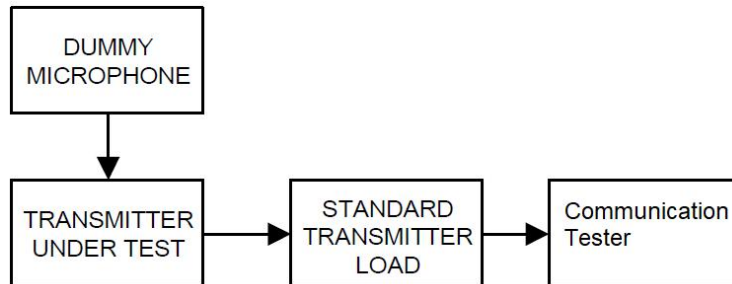 DUMMY
MICROPHONE
TRANSMITTER
UNDER TEST
STANDARD
TRANSMITTER
LOAD
Communication
Tester